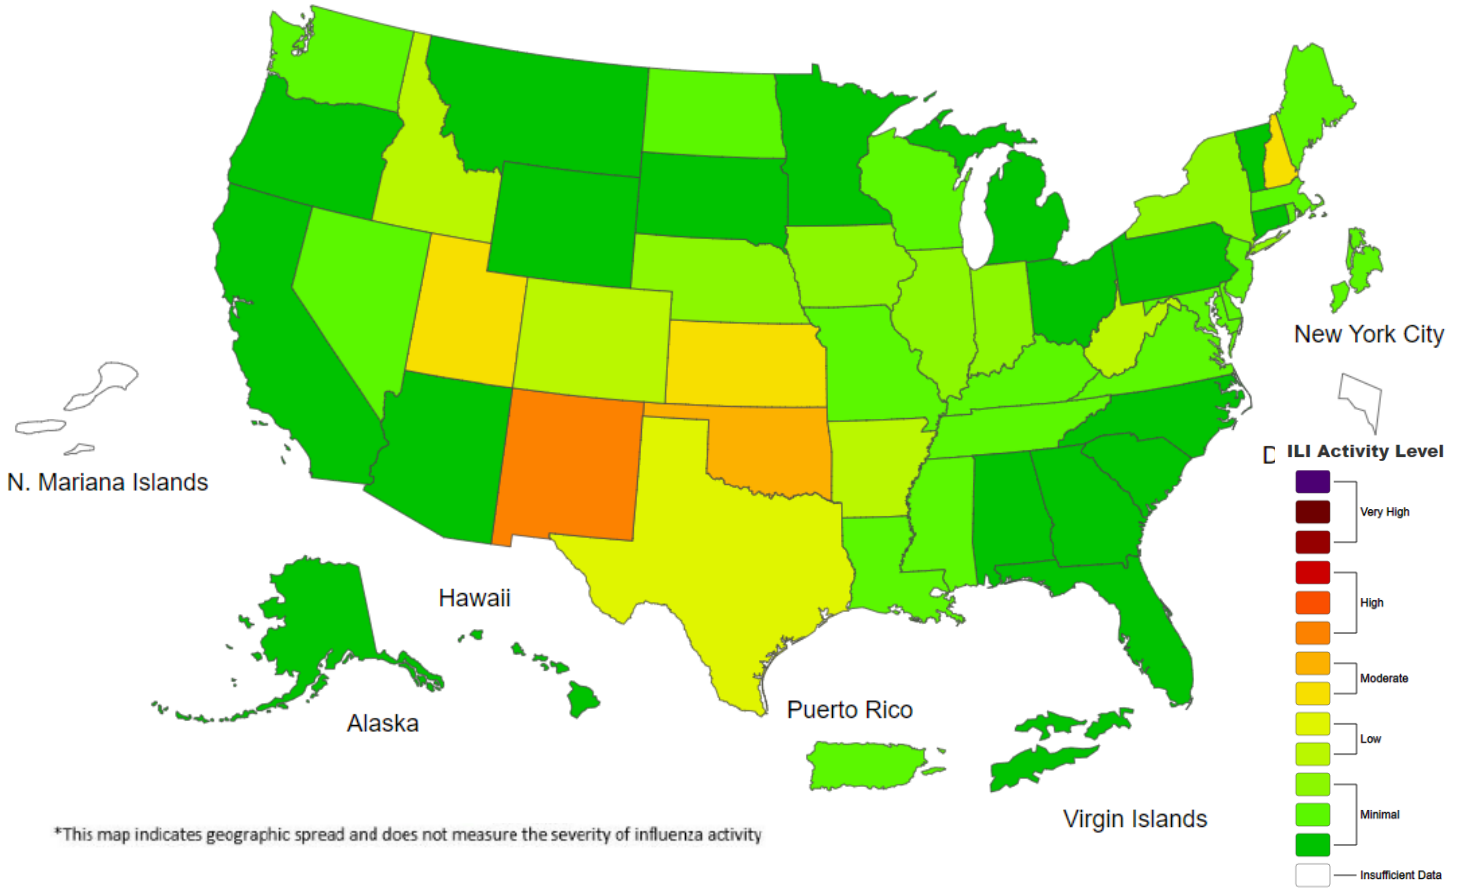 New York City
N. Mariana Islands
D
ILI Activity Level
Very High
High
Moderate
Low
Minimal
Insufficient Data
Hawaii
Alaska
Puerto Rico
Virgin Islands
*This map indicates geographic spread and does not measure the severity of influenza activity